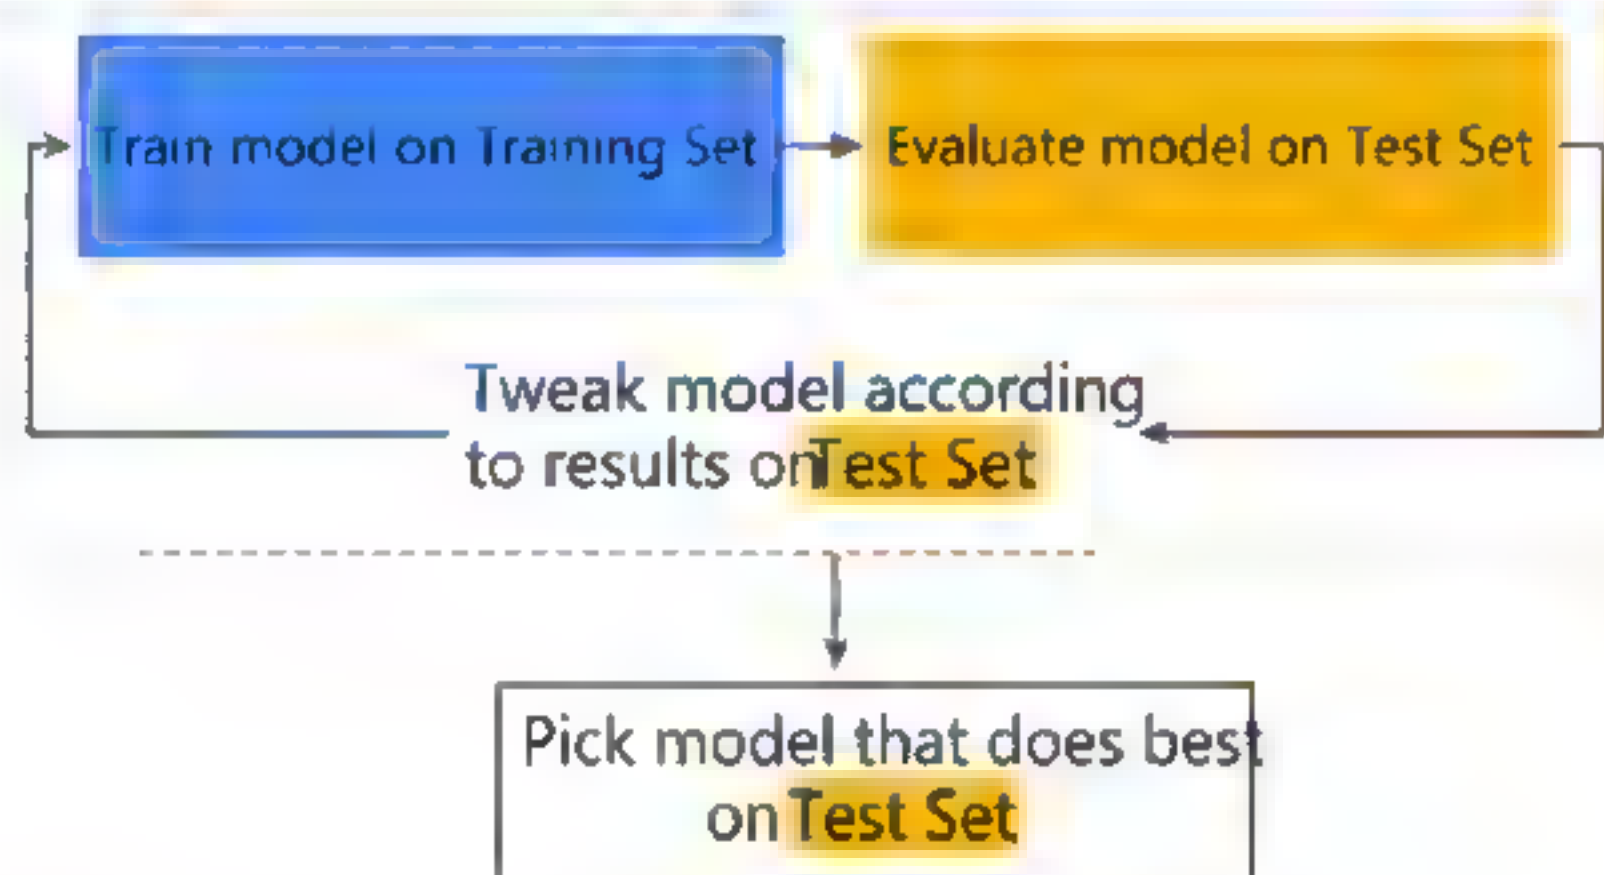 Train model on Training Set
Evaluate model on Test Set
Tweak model according
to results on Test Set
Pick model that does best
on Test Set